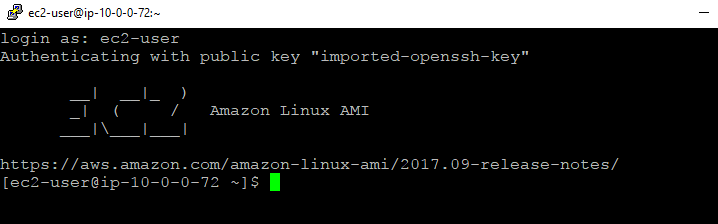 ec2-user@ip-10-0-0-72:~
login as: ec2-user
Authenticating with public key "imported-openssh-key"
       __|  __|_  )
       _|  (     /   Amazon Linux AMI
      ___|\___|___|
https://aws.amazon.com/amazon-linux-ami/2017.09-release-notes/
[ec2-user@ip-10-0-0-72 ~]$